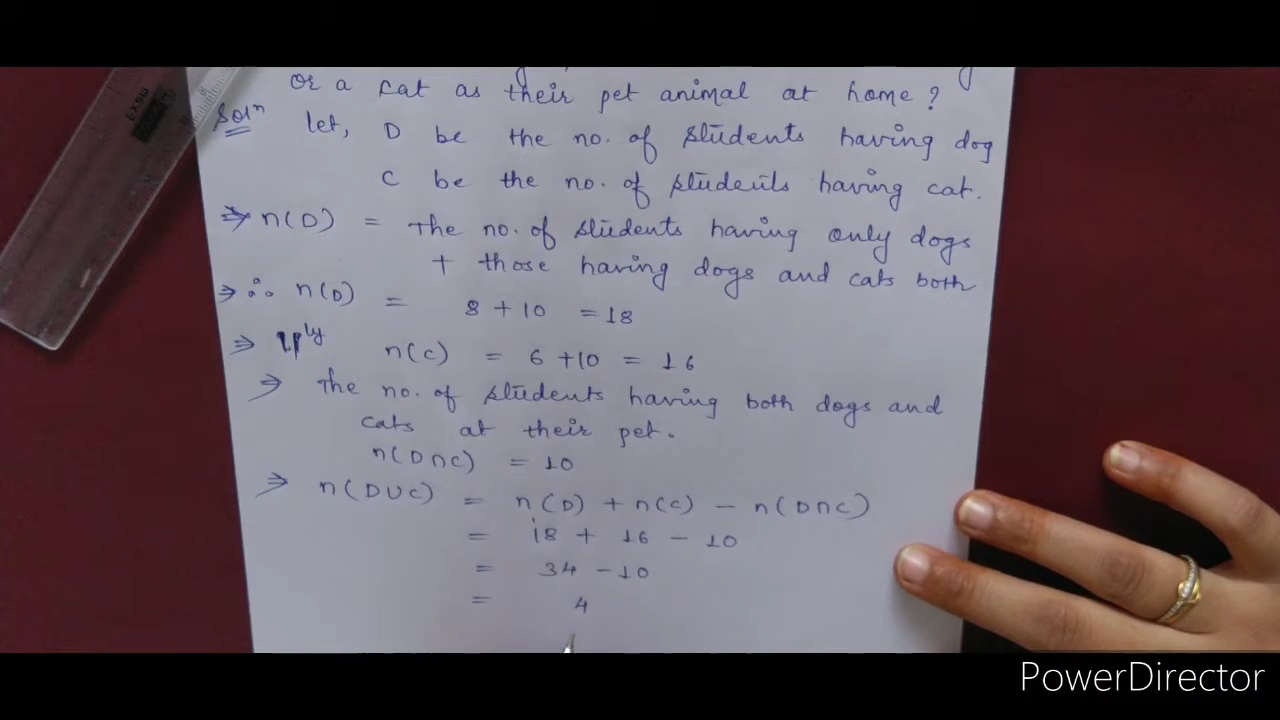 or a cat as their pet animal at home ?
Solⁿ let, D be the no. of students having dog
C be the no. of students having cat.
⇒ n(D) = the no. of students having only dogs
+ those having dogs and cats both
⇒ ∴ n(D) = 8 + 10 = 18
⇒ ly n(C) = 6 + 10 = 16
⇒ The no. of students having both dogs and
cats at their pet.
n(D∩C) = 10
⇒ n(D∪C) = n(D) + n(C) - n(D∩C)
= 18 + 16 - 10
= 34 - 10
= 4
PowerDirector